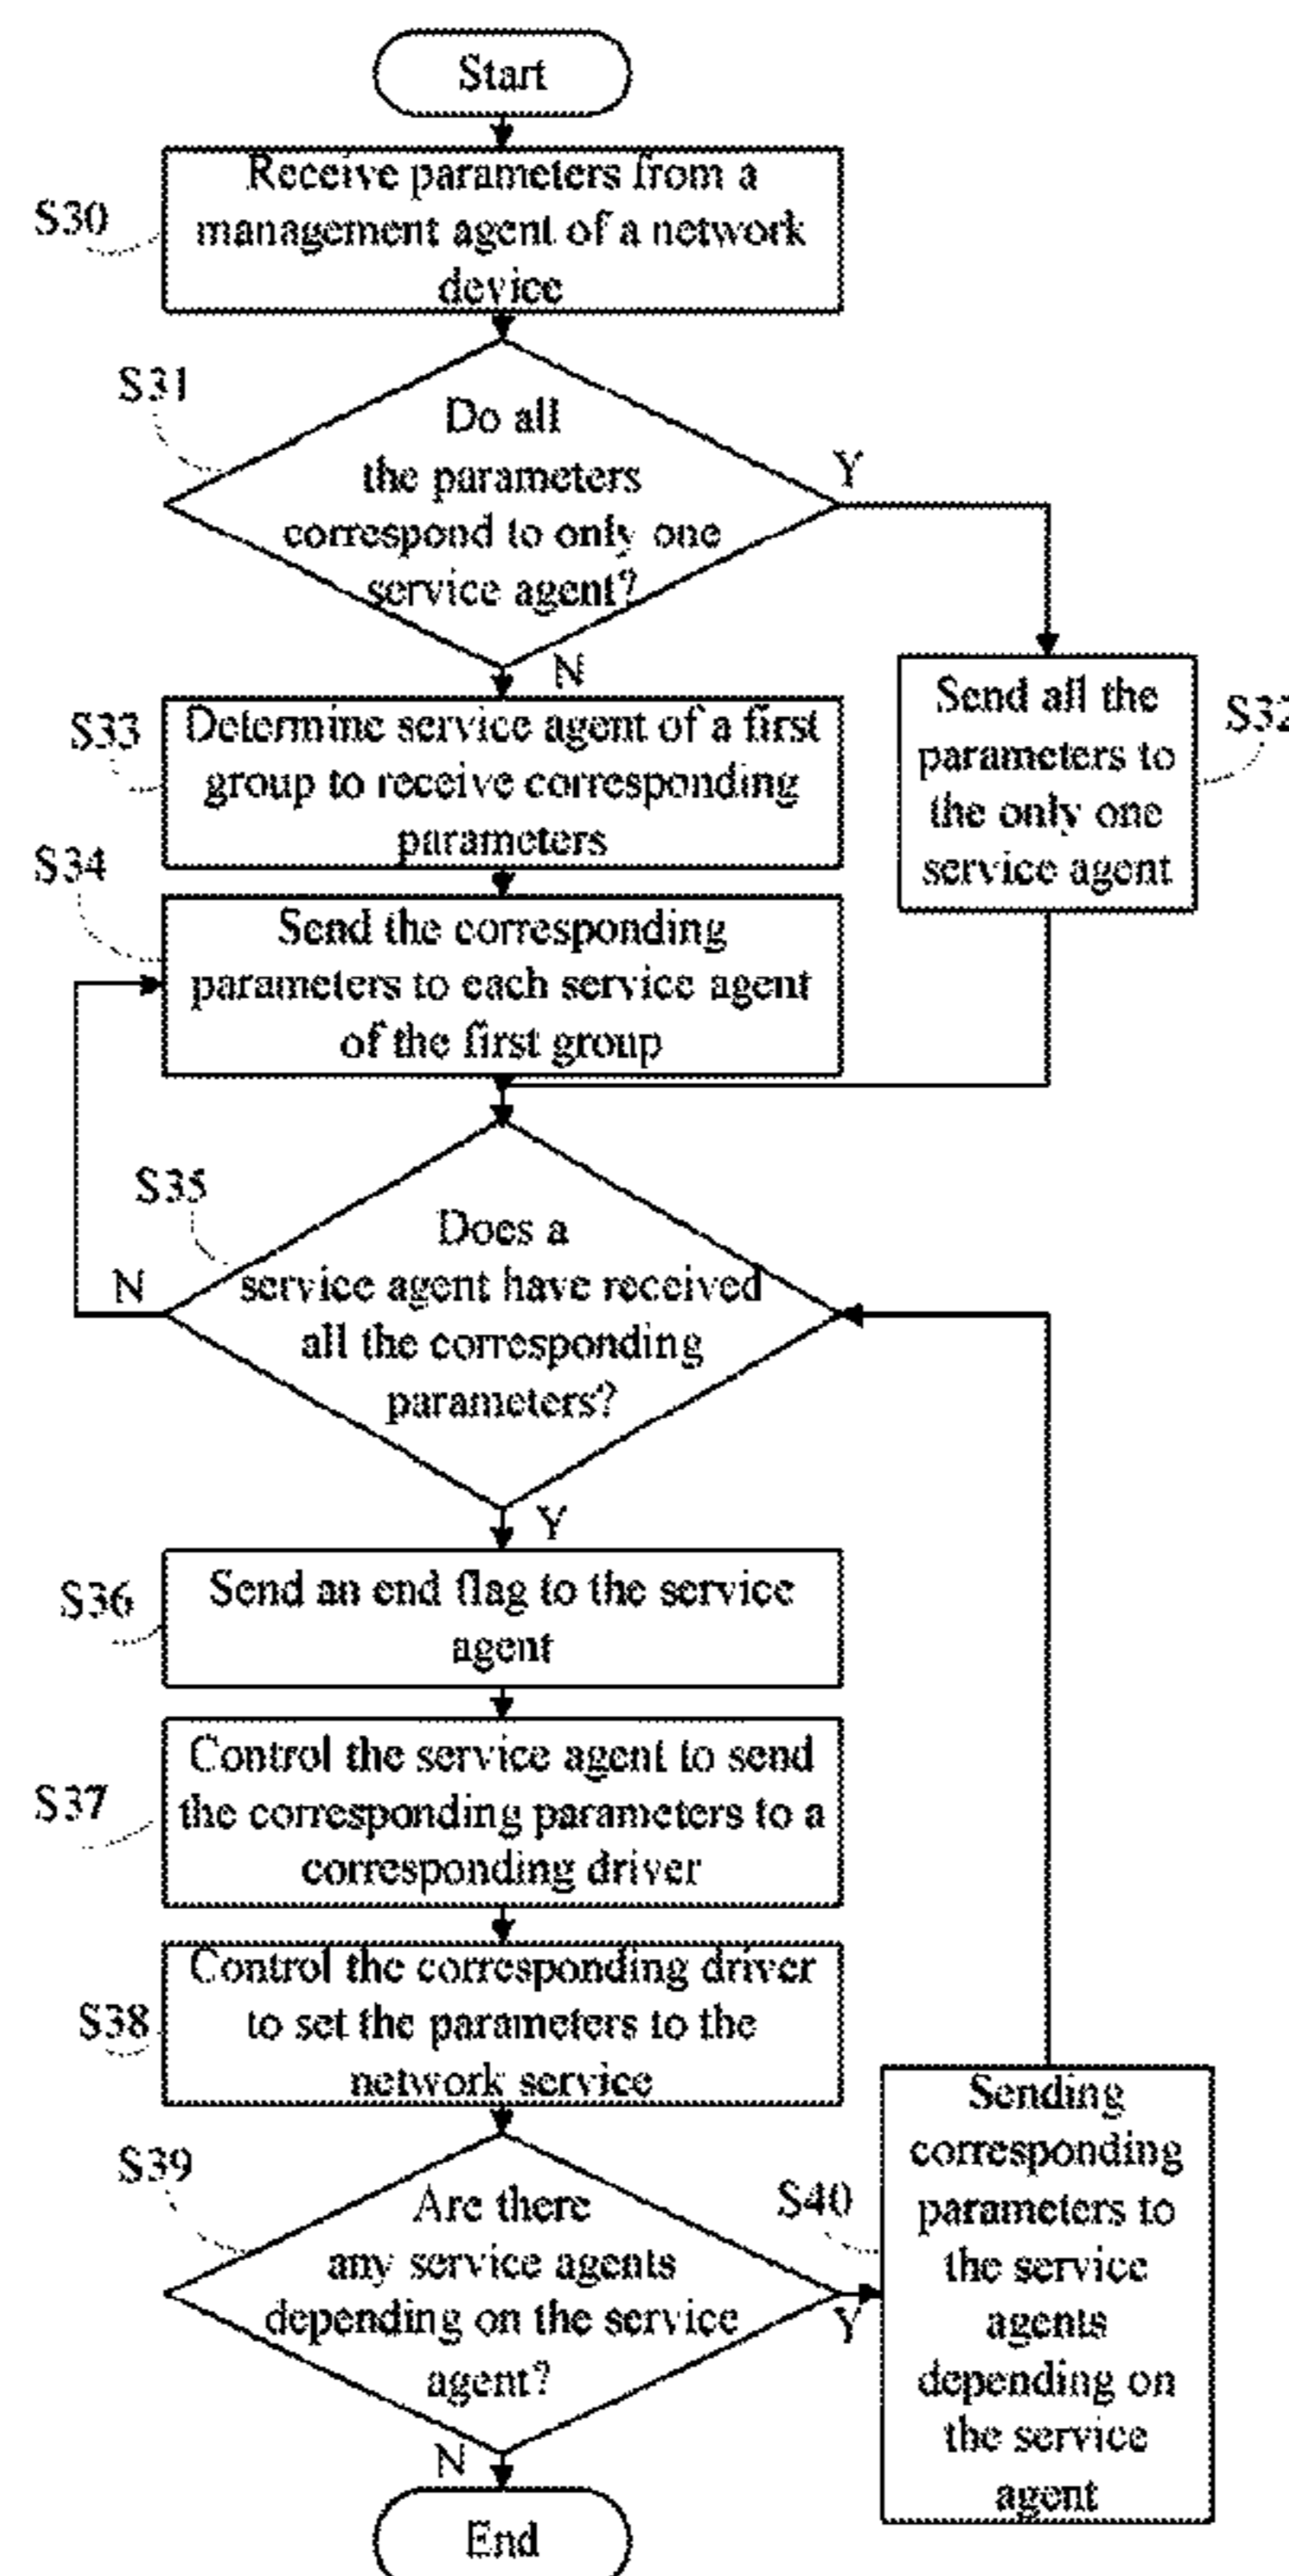 Start
S30
Receive parameters from a
management agent of a network
device
S31
Do all
the parameters
correspond to only one
service agent?
Y
N
Send all the
parameters to
the only one
service agent
S32
S33
Determine service agent of a first
group to receive corresponding
parameters
S34
Send the corresponding
parameters to each service agent
of the first group
S35
Does a
service agent have received
all the corresponding
parameters?
N
Y
S36
Send an end flag to the service
agent
S37
Control the service agent to send
the corresponding parameters to a
corresponding driver
S38
Control the corresponding driver
to set the parameters to the
network service
S39
Are there
any service agents
depending on the service
agent?
Y
N
S40
Sending
corresponding
parameters to
the service
agents
depending on
the service
agent
End